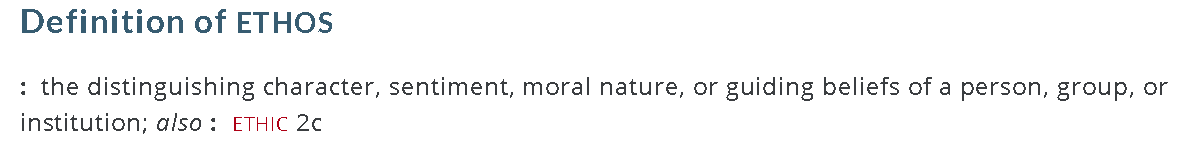 Definition of ETHOS
: the distinguishing character, sentiment, moral nature, or guiding beliefs of a person, group, or
institution; also : ETHIC 2c